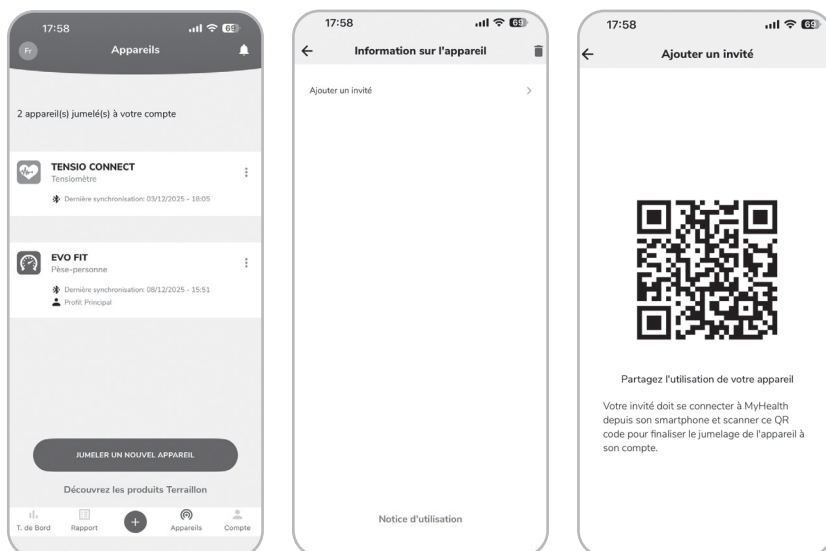 17:58
69
Fr
Appareils
2 appareil(s) jumelé(s) à votre compte
TENSIO CONNECT
Tensiomètre
Dernière synchronisation: 03/12/2025 - 18:05
EVO FIT
Pèse-personne
Dernière synchronisation: 08/12/2025 - 15:51
Profil: Principal
JUMELER UN NOUVEL APPAREIL
Découvrez les produits Terraillon
T. de Bord
Rapport
Appareils
Compte
17:58
69
Information sur l'appareil
Ajouter un invité
Notice d'utilisation
17:58
69
Ajouter un invité
Partagez l'utilisation de votre appareil
Votre invité doit se connecter à MyHealth
depuis son smartphone et scanner ce QR
code pour finaliser le jumelage de l'appareil à
son compte.